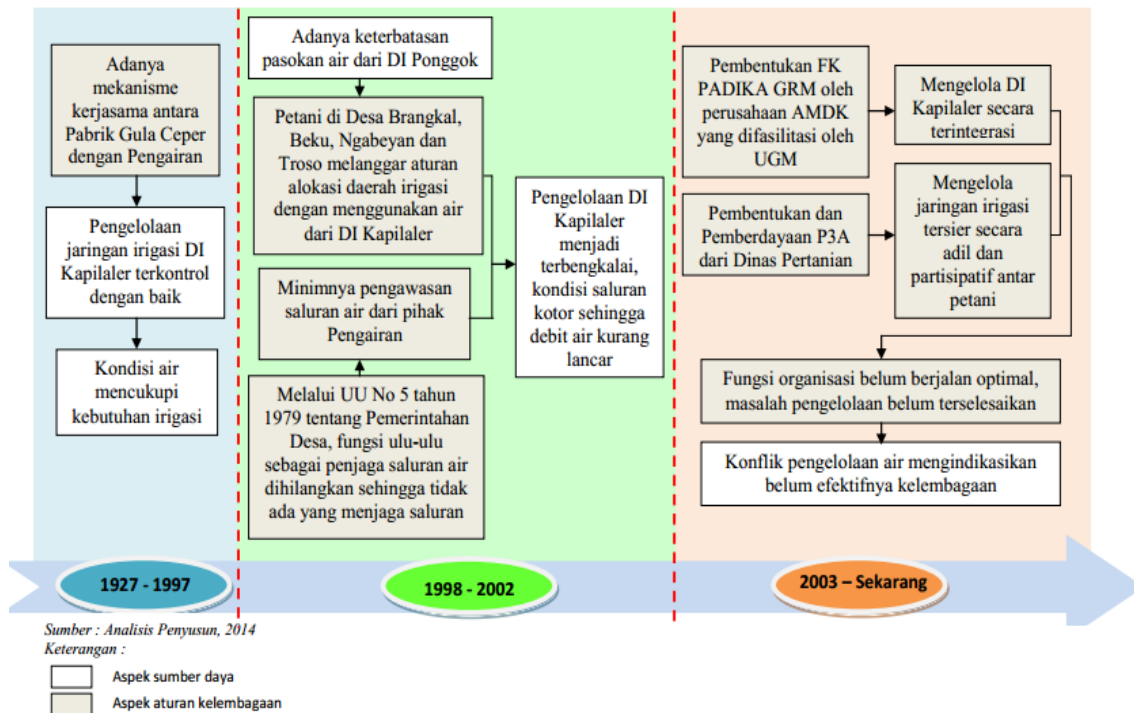 Adanya
mekanisme
kerjasama antara
Pabrik Gula Ceper
dengan Pengairan
Pengelolaan
jaringan irigasi DI
Kapilaler terkontrol
dengan baik
Kondisi air
mencukupi
kebutuhan irigasi
Adanya keterbatasan
pasokan air dari DI Ponggok
Petani di Desa Brangkal,
Beku, Ngabeyan dan
Troso melanggar aturan
alokasi daerah irigasi
dengan menggunakan air
dari DI Kapilaler
Minimnya pengawasan
saluran air dari pihak
Pengairan
Melalui UU No 5 tahun
1979 tentang Pemerintahan
Desa, fungsi ulu-ulu
sebagai penjaga saluran air
dihilangkan sehingga tidak
ada yang menjaga saluran
Pengelolaan DI
Kapilaler
menjadi
terbengkalai,
kondisi saluran
kotor sehingga
debit air kurang
lancar
Pembentukan FK
PADIKA GRM oleh
perusahaan AMDK
yang difasilitasi oleh
UGM
Mengelola DI
Kapilaler secara
terintegrasi
Pembentukan dan
Pemberdayaan P3A
dari Dinas Pertanian
Mengelola
jaringan irigasi
tersier secara
adil dan
partisipatif antar
petani
Fungsi organisasi belum berjalan optimal,
masalah pengelolaan belum terselesaikan
Konflik pengelolaan air mengindikasikan
belum efektifnya kelembagaan
1927 - 1997
1998 - 2002
2003 – Sekarang
Sumber : Analisis Penyusun, 2014
Keterangan :
Aspek sumber daya
Aspek aturan kelembagaan